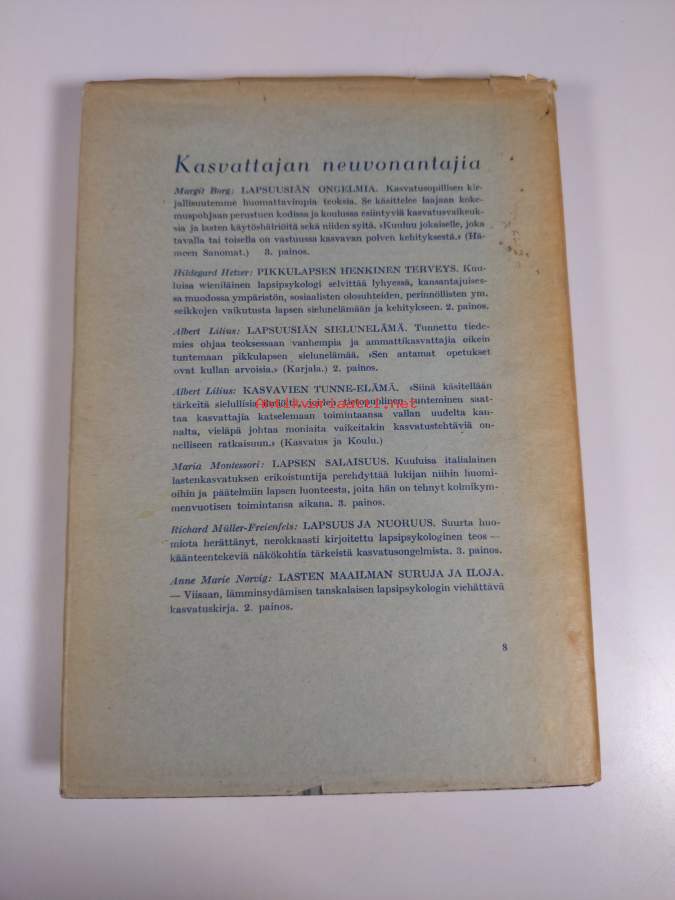 Kasvattajan neuvonantajia
Margit Borg: LAPSUUSIÄN ONGELMIA. Kasvatusopillisen kir-
jallisuutemme huomattavimpia teoksia. Se käsittelee laajaan koke-
muspohjaan perustuen kodissa ja koulussa esiintyviä kasvatusvaikeuk-
sia ja lasten käytöshäiriöitä sekä niiden syitä. »Kuuluu jokaiselle, joka
tavalla tai toisella on vastuussa kasvavan polven kehityksestä.» (Hä-
meen Sanomat.) 3. painos.
Hildegard Hetzer: PIKKULAPSEN HENKINEN TERVEYS. Kuu-
luisa wieniläinen lapsipsykologi selvittää lyhyessä, kansantajuises-
sa muodossa ympäristön, sosiaalisten olosuhteiden, perinnöllisten ym.
seikkojen vaikutusta lapsen sielunelämään ja kehitykseen. 2. painos.
Albert Lilius: LAPSUUSIÄN SIELUNELÄMÄ. Tunnettu tiede-
mies ohjaa teoksessaan vanhempia ja ammattikasvattajia oikein
tuntemaan pikkulapsen sielunelämää. »Sen antamat opetukset
ovat kullan arvoisia.» (Karjala.) 2. painos.
Albert Lilius: KASVAVIEN TUNNE-ELÄMÄ. »Siinä käsitellään
tärkeitä sielullisia joiden tieto tunteminen saat-
Antikvariaatti.net
taa kasvattajia katselemaan toimintaansa vallan uudelta kan-
nalta, vieläpä johtaa moniaita vaikeitakin kasvatustehtäviä on-
nelliseen ratkaisuun.» (Kasvatus ja Koulu.)
Maria Montessori: LAPSEN SALAISUUS. Kuuluisa italialainen
lastenkasvatuksen erikoistuntija perehdyttää lukijan niihin huomi-
oihin ja päätelmiin lapsen luonteesta, joita hän on tehnyt kolmikym-
menvuotisen toimintansa aikana. 3. painos.
Richard Müller-Freienfels: LAPSUUS JA NUORUUS. Suurta huo-
miota herättänyt, nerokkaasti kirjoitettu lapsipsykologinen teos —
käänteentekeviä näkökohtia tärkeistä kasvatusongelmista. 3. painos.
Anne Marie Nørvig: LASTEN MAAILMAN SURUJA JA ILOJA.
— Viisaan, lämminsydämisen tanskalaisen lapsipsykologin viehättävä
kasvatuskirja. 2. painos.
8